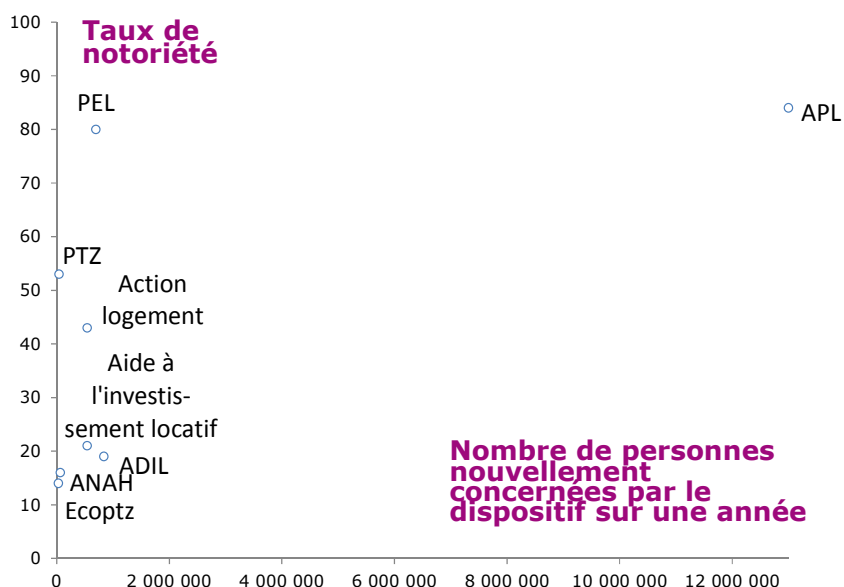 Taux de
notoriété
100
90
80
70
60
50
40
30
20
10
0
PEL
APL
PTZ
Action
logement
Aide à
l'investis-
sement locatif
ADIL
ANAH
Ecoptz
Nombre de personnes
nouvellement
concernées par le
dispositif sur une année
0
2 000 000
4 000 000
6 000 000
8 000 000
10 000 000
12 000 000